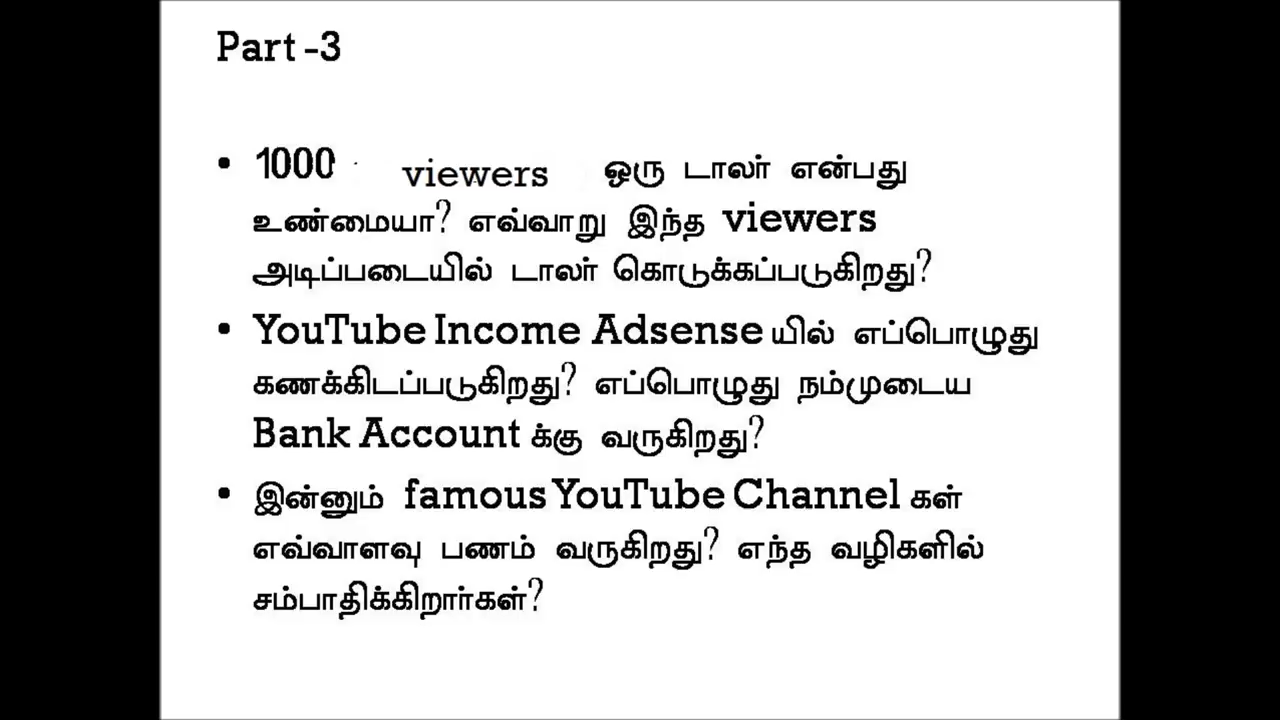 Part -3
• 1000 viewers ஒரு டாலர் என்பது
உண்மையா? எவ்வாறு இந்த viewers
அடிப்படையில் டாலர் கொடுக்கப்படுகிறது?
• YouTube Income Adsense யில் எப்பொழுது
கணக்கிடப்படுகிறது? எப்பொழுது நம்முடைய
Bank Account க்கு வருகிறது?
• இன்னும் famous YouTube Channel கள்
எவ்வாளவு பணம் வருகிறது? எந்த வழிகளில்
சம்பாதிக்கிறார்கள்?